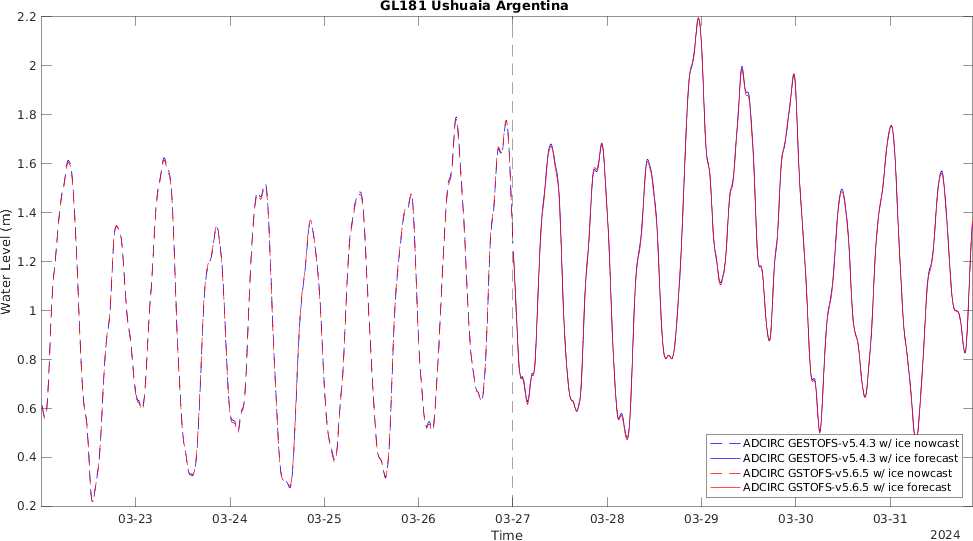 GL181 Ushuaia Argentina
2.2
2
1.8
1.6
1.4
1.2
1
0.8
0.6
0.4
0.2
Water Level (m)
ADCIRC GESTOFS-v5.4.3 w/ ice nowcast
ADCIRC GESTOFS-v5.4.3 w/ ice forecast
ADCIRC GSTOFS-v5.6.5 w/ ice nowcast
ADCIRC GSTOFS-v5.6.5 w/ ice forecast
03-23 03-24 03-25 03-26 03-27 03-28 03-29 03-30 03-31
Time
2024